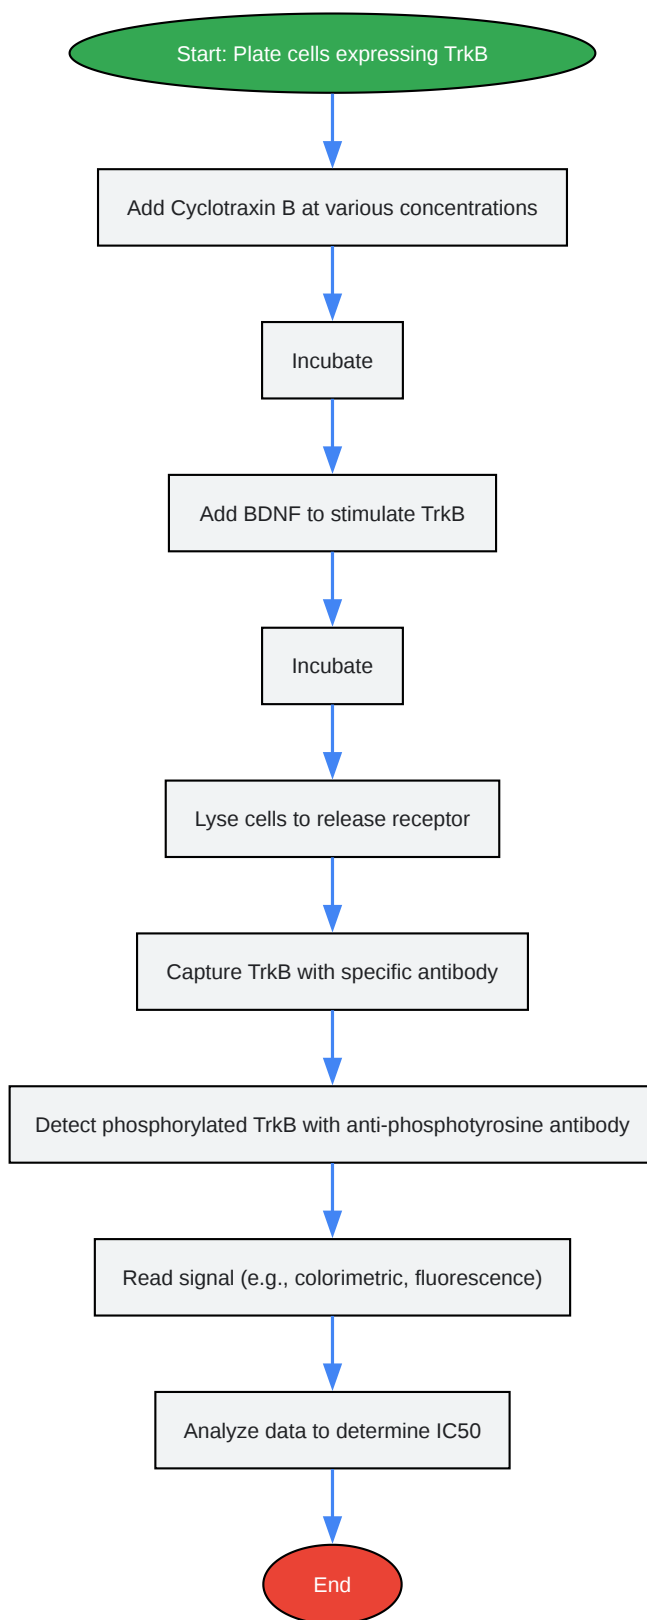 Start: Plate cells expressing TrkB
Add Cyclotraxin B at various concentrations
Incubate
Add BDNF to stimulate TrkB
Incubate
Lyse cells to release receptor
Capture TrkB with specific antibody
Detect phosphorylated TrkB with anti-phosphotyrosine antibody
Read signal (e.g., colorimetric, fluorescence)
Analyze data to determine IC50
End